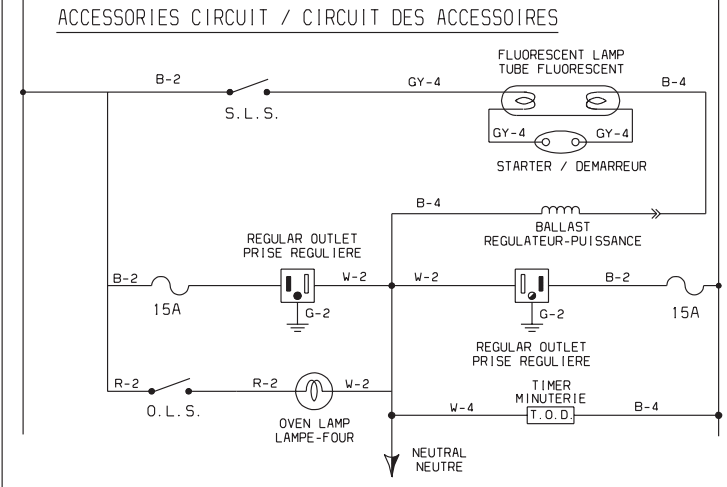 ACCESSORIES CIRCUIT / CIRCUIT DES ACCESSOIRES
FLUORESCENT LAMP
TUBE FLUORESCENT
B-2
GY-4
B-4
S.L.S.
GY-4
GY-4
STARTER / DEMARREUR
B-4
BALLAST
REGULATEUR-PUISSANCE
REGULAR OUTLET
PRISE REGULIERE
B-2
W-2
W-2
B-2
15A
G-2
G-2
15A
REGULAR OUTLET
PRISE REGULIERE
R-2
R-2
W-2
TIMER
MINUTERIE
O.L.S.
W-4
T.O.D.
B-4
OVEN LAMP
LAMPE-FOUR
NEUTRAL
NEUTRE